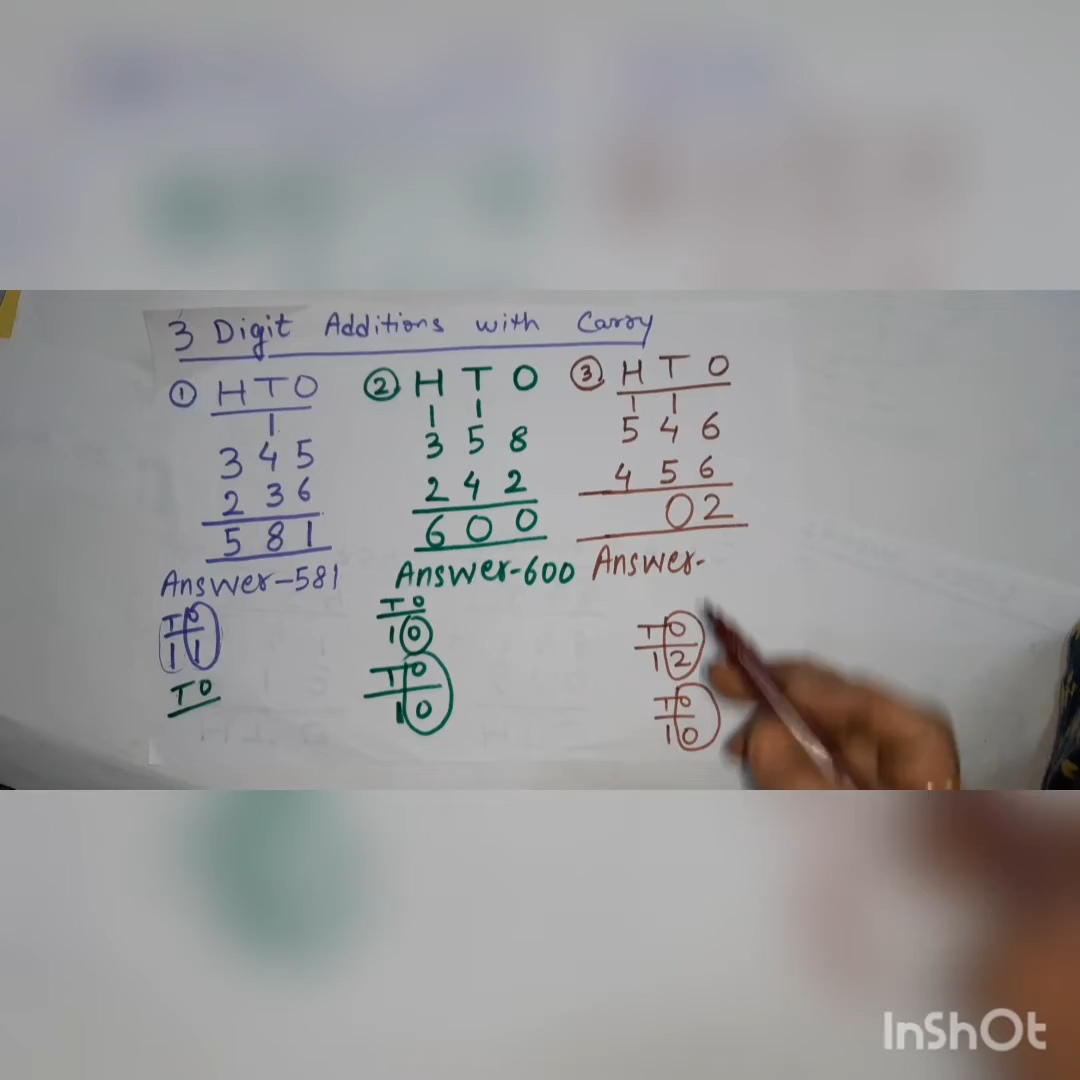 3 Digit Additions with Carry
① H T O
1
3 4 5
2 3 6
5 8 1
Answer-581
T O
1 1
T O
② H T O
1 1
3 5 8
2 4 2
6 0 0
Answer-600
T O
1 0
T O
1 0
③ H T O
1 1
5 4 6
4 5 6
0 2
Answer-
T O
1 2
T O
1 0
InShOt